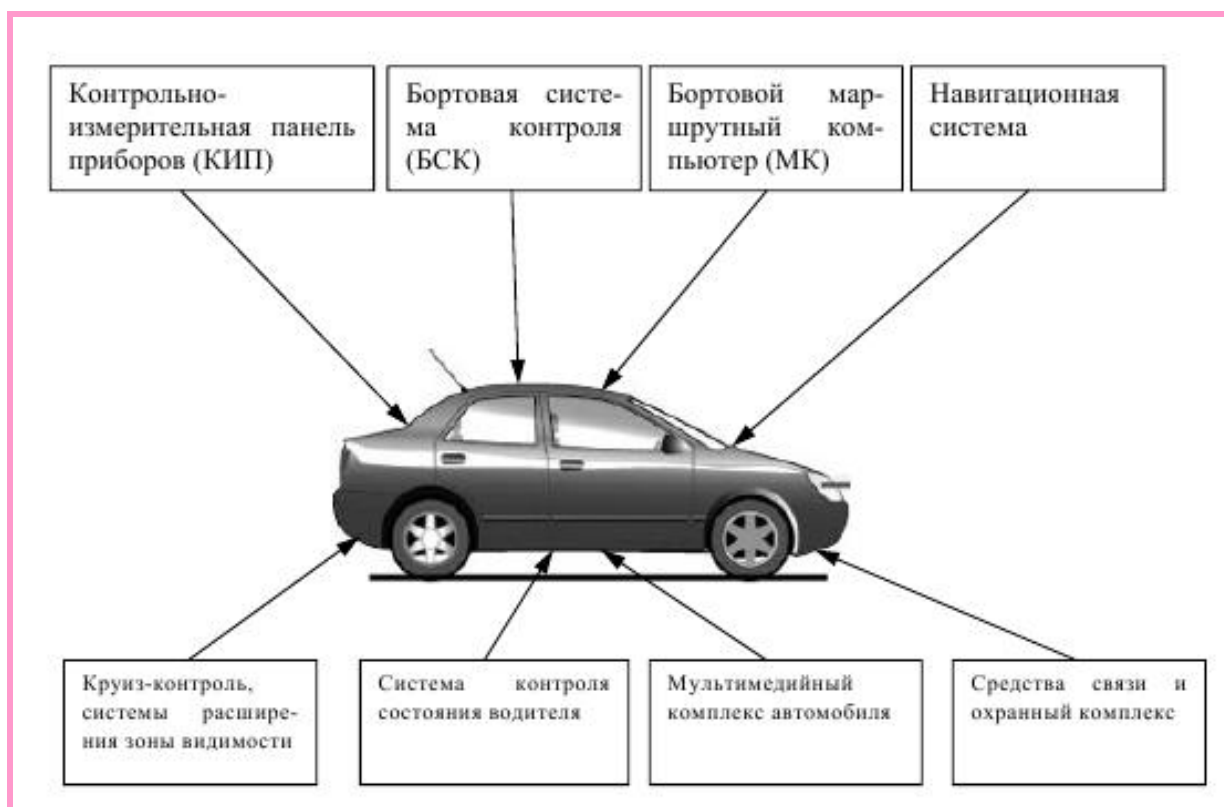 Контрольно-
измерительная панель
приборов (КИП)
Бортовая систе-
ма контроля
(БСК)
Бортовой мар-
шрутный ком-
пьютер (МК)
Навигационная
система
Круиз-контроль,
системы расшире-
ния зоны видимости
Система контроля
состояния водителя
Мультимедийный
комплекс автомобиля
Средства связи и
охранный комплекс